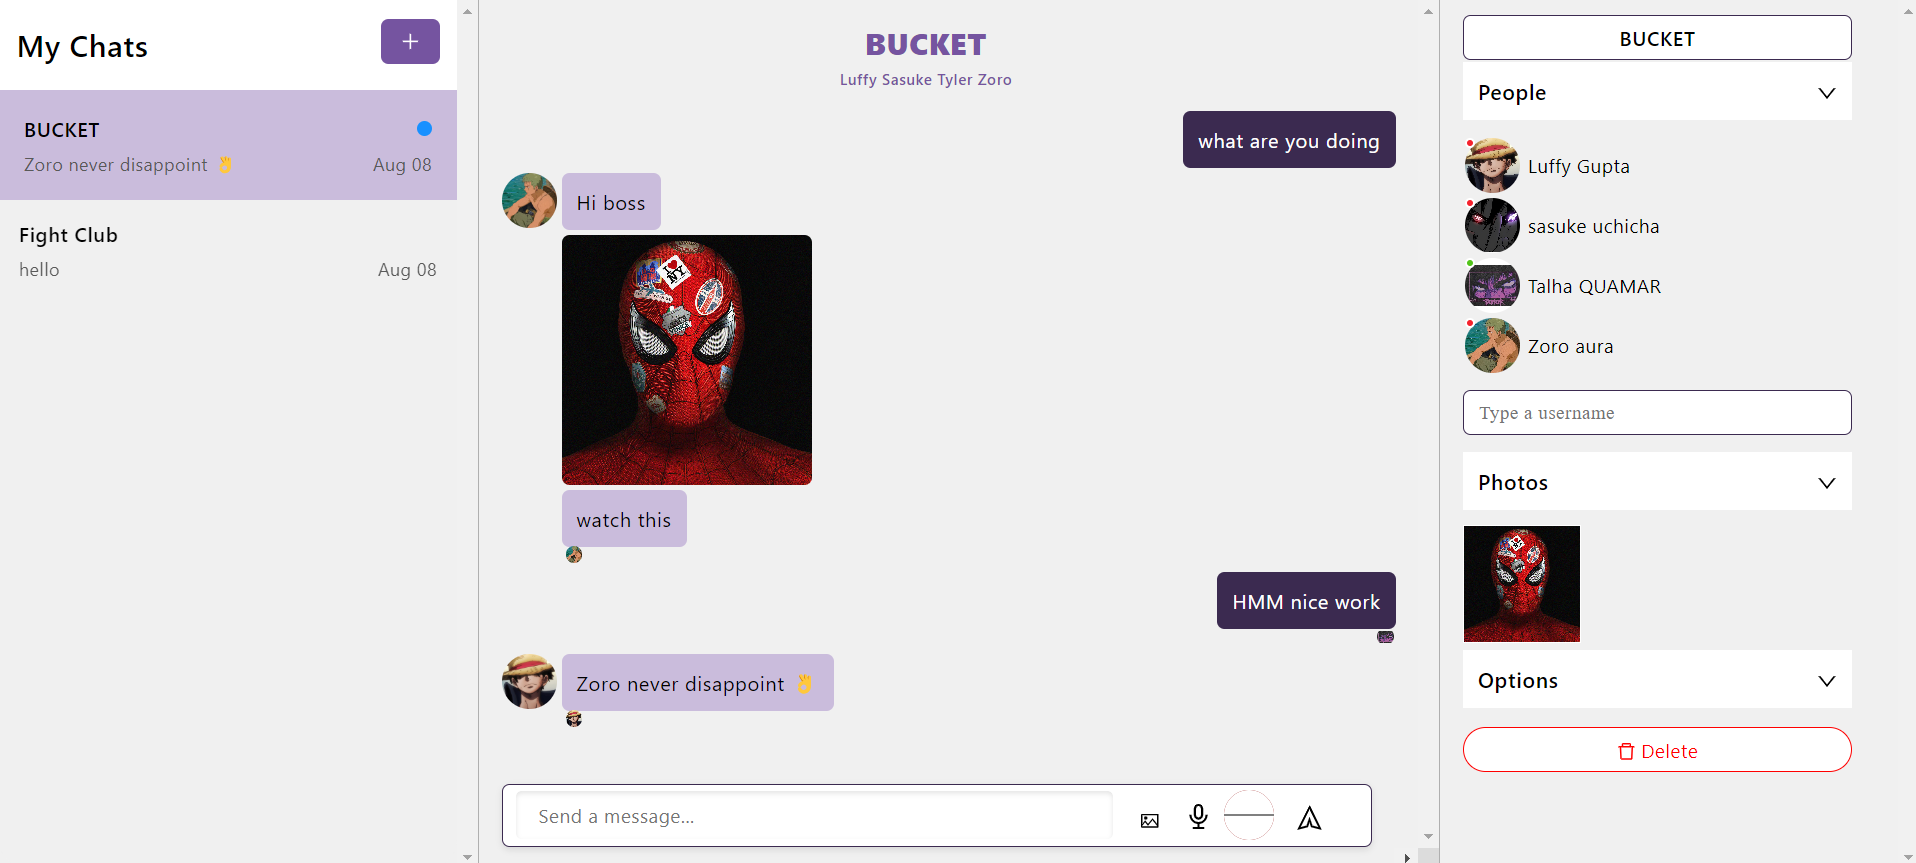 My Chats
+
BUCKET
Zoro never disappoint 👌
Aug 08
Fight Club
hello
Aug 08
BUCKET
Luffy Sasuke Tyler Zoro
what are you doing
Hi boss
I ❤ NY
watch this
HMM nice work
Zoro never disappoint 👌
Send a message...
BUCKET
People
Luffy Gupta
sasuke uchicha
Talha QUAMAR
Zoro aura
Type a username
Photos
Options
Delete